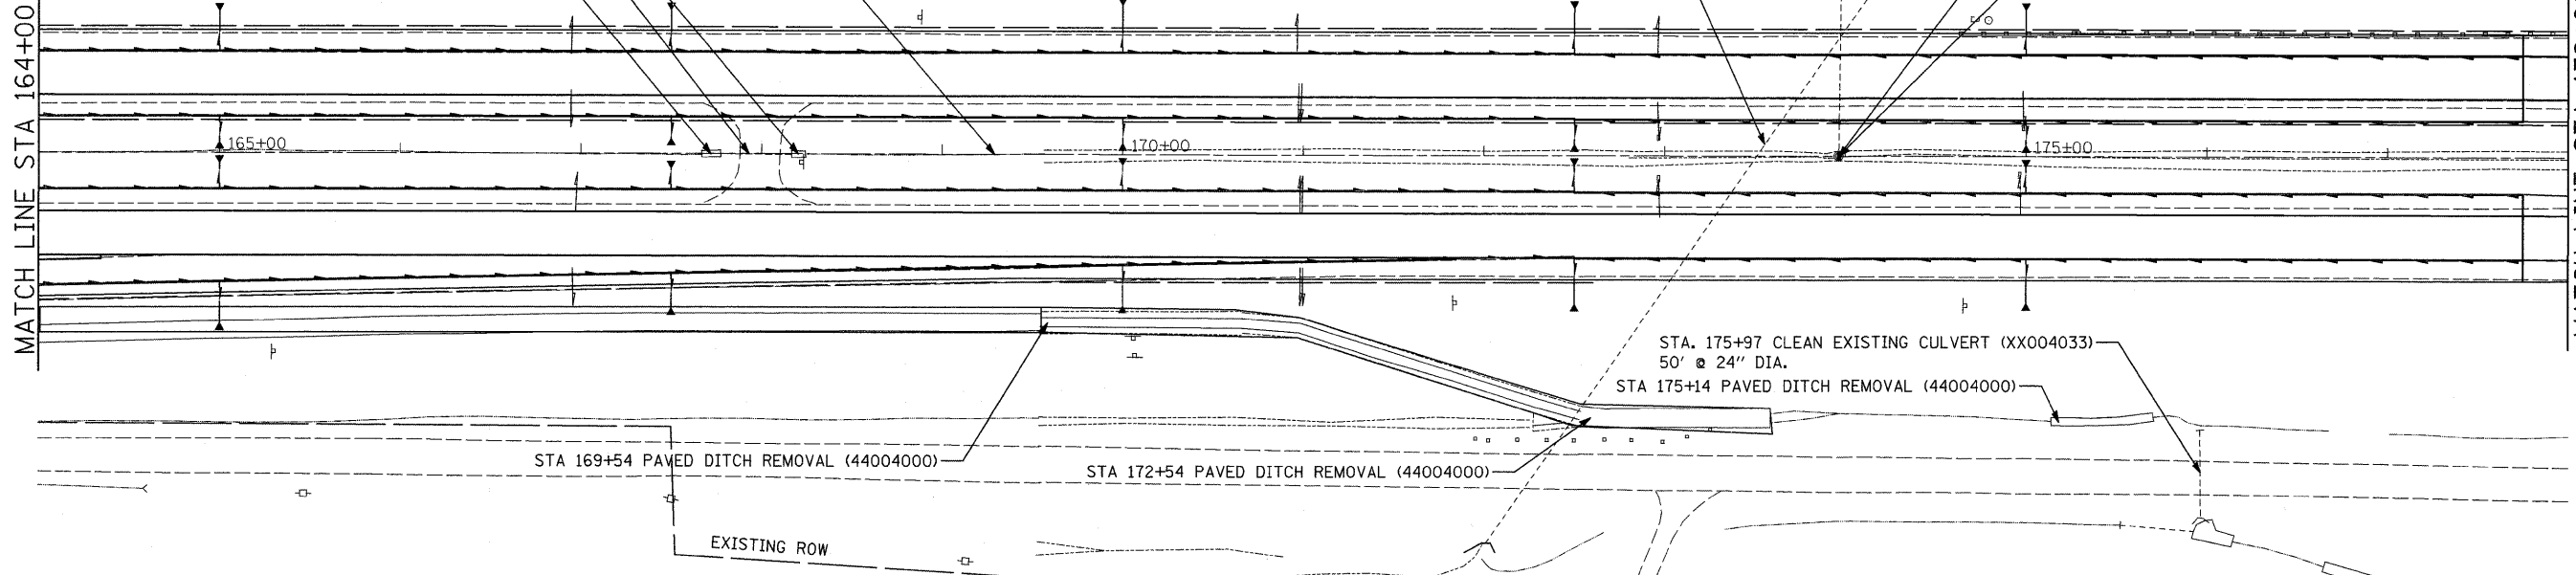 MATCH LINE STA 164+00
165+00
170+00
175+00
STA. 175+97 CLEAN EXISTING CULVERT (XX004033)
50' @ 24" DIA.
STA 175+14 PAVED DITCH REMOVAL (44004000)
STA 169+54 PAVED DITCH REMOVAL (44004000)
STA 172+54 PAVED DITCH REMOVAL (44004000)
EXISTING ROW